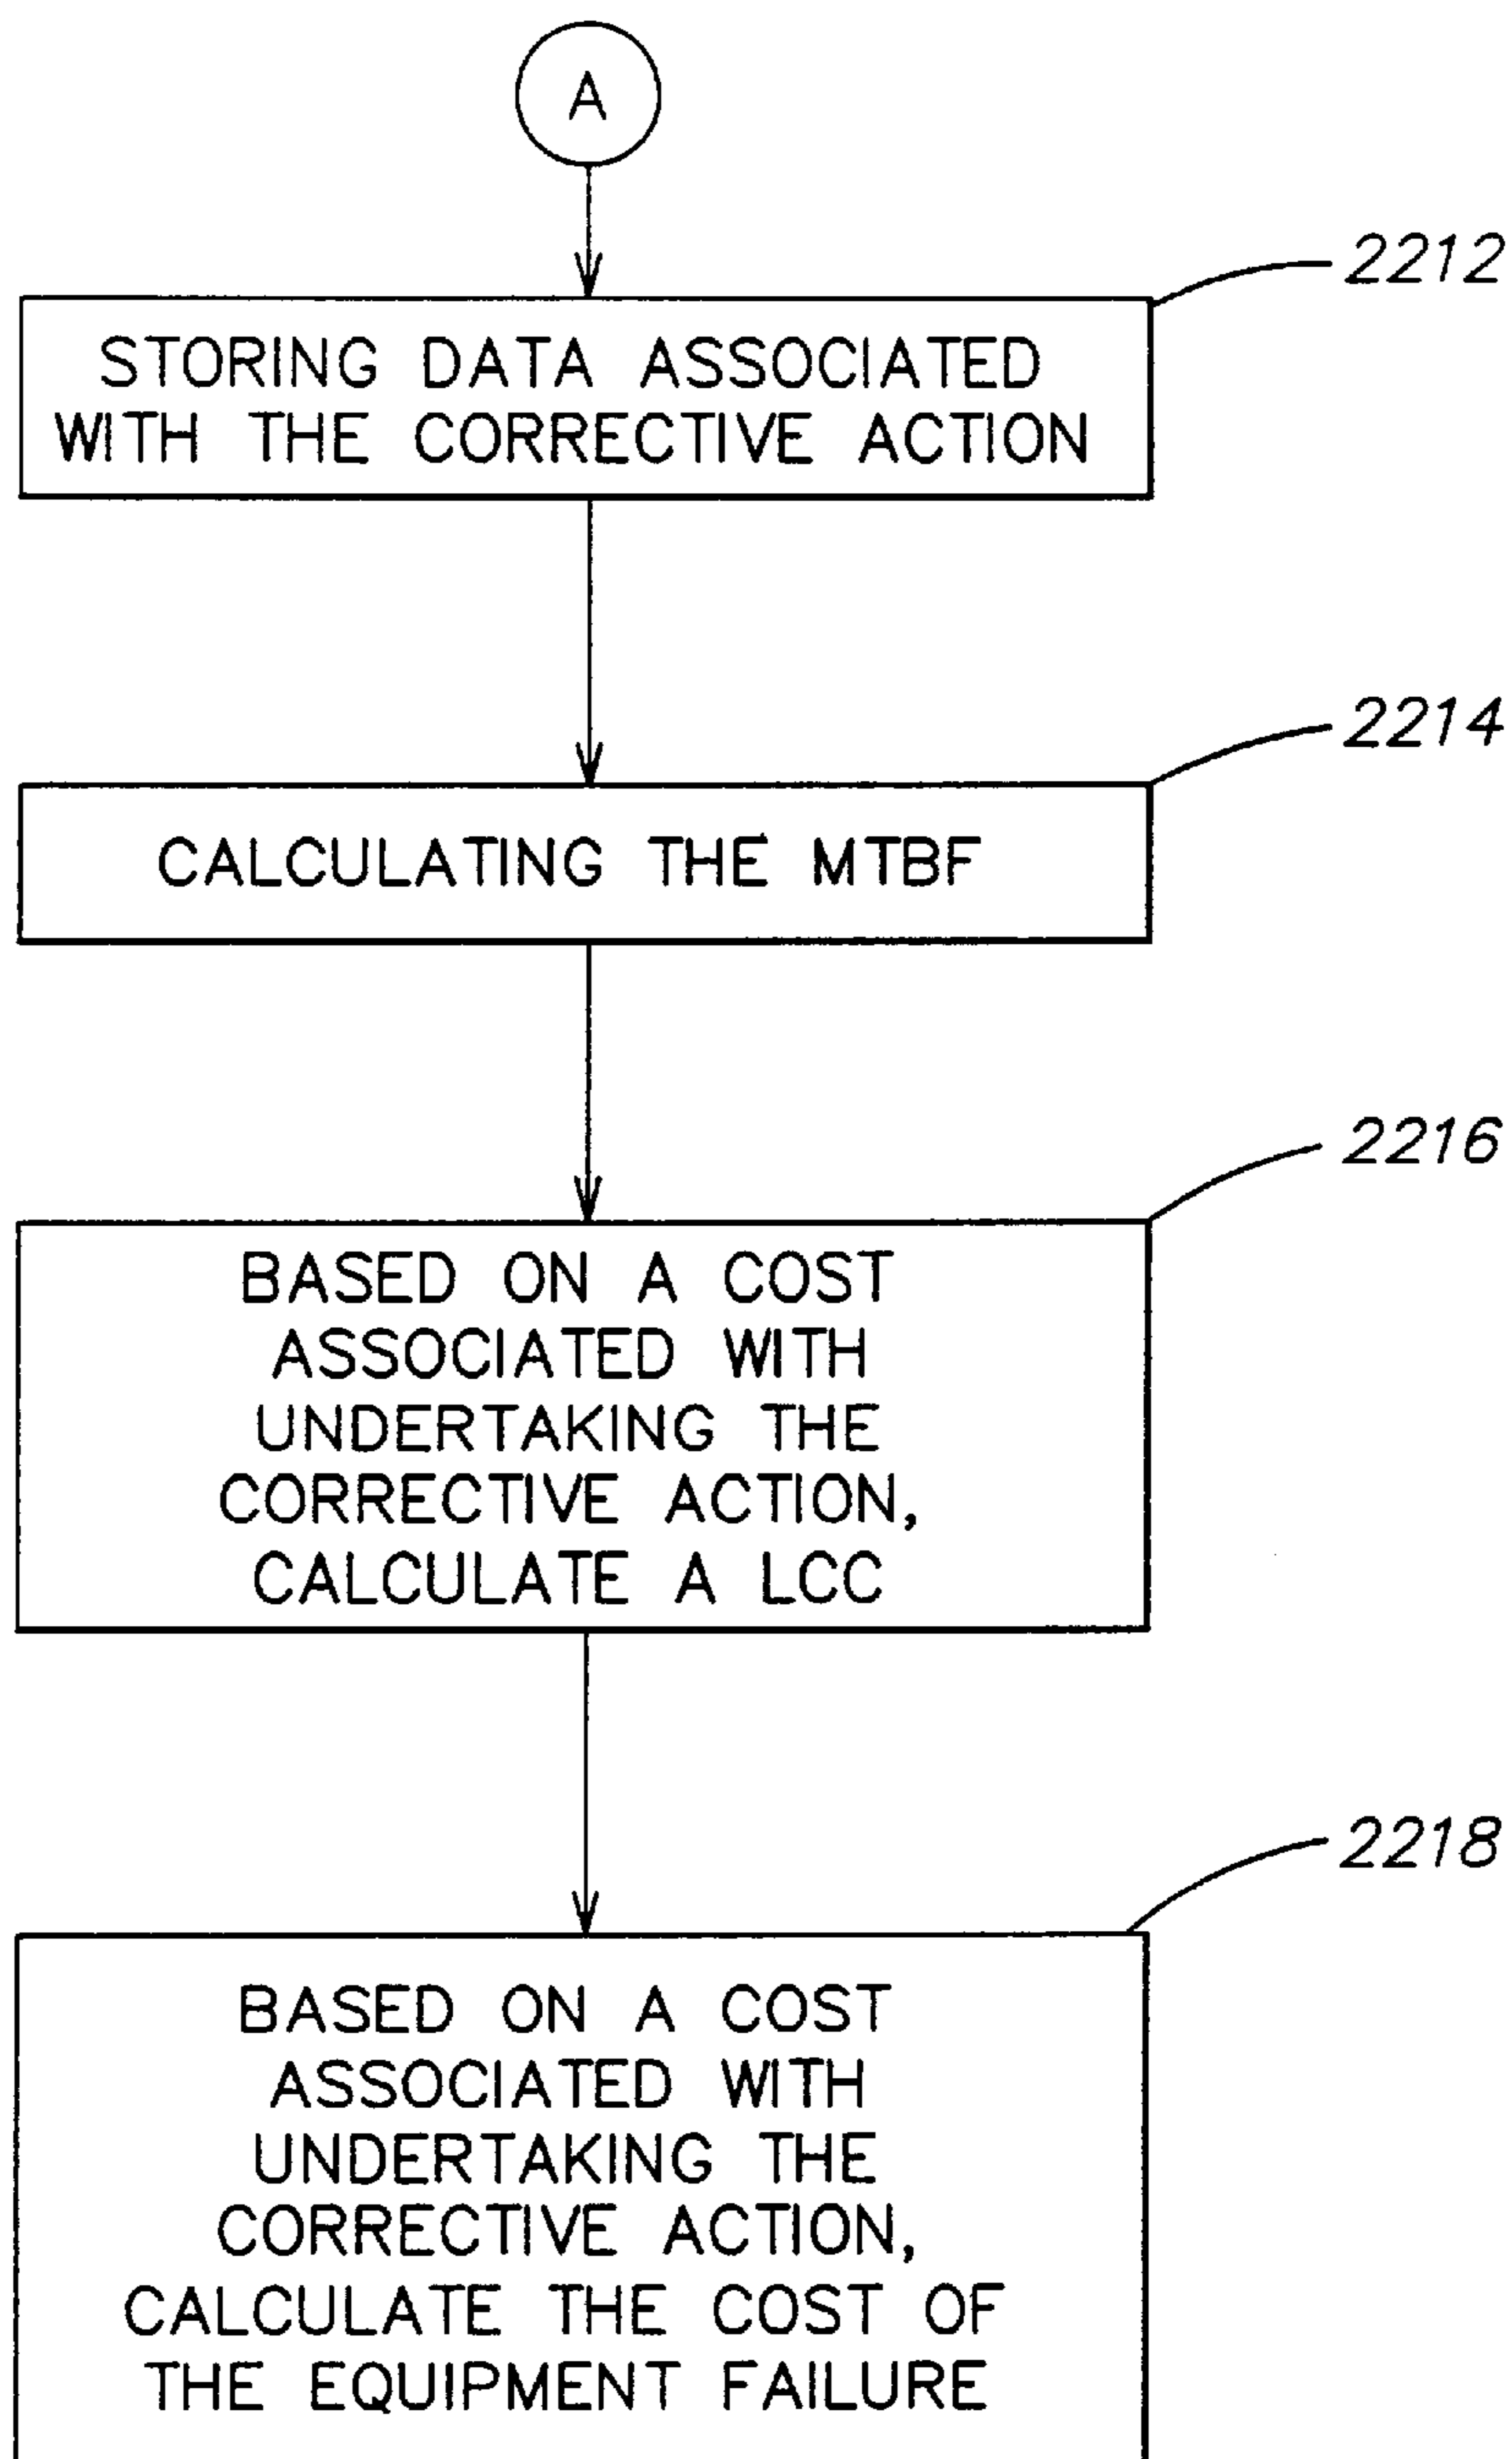 A
2212
STORING DATA ASSOCIATED
WITH THE CORRECTIVE ACTION
2214
CALCULATING THE MTBF
2216
BASED ON A COST
ASSOCIATED WITH
UNDERTAKING THE
CORRECTIVE ACTION,
CALCULATE A LCC
2218
BASED ON A COST
ASSOCIATED WITH
UNDERTAKING THE
CORRECTIVE ACTION,
CALCULATE THE COST OF
THE EQUIPMENT FAILURE